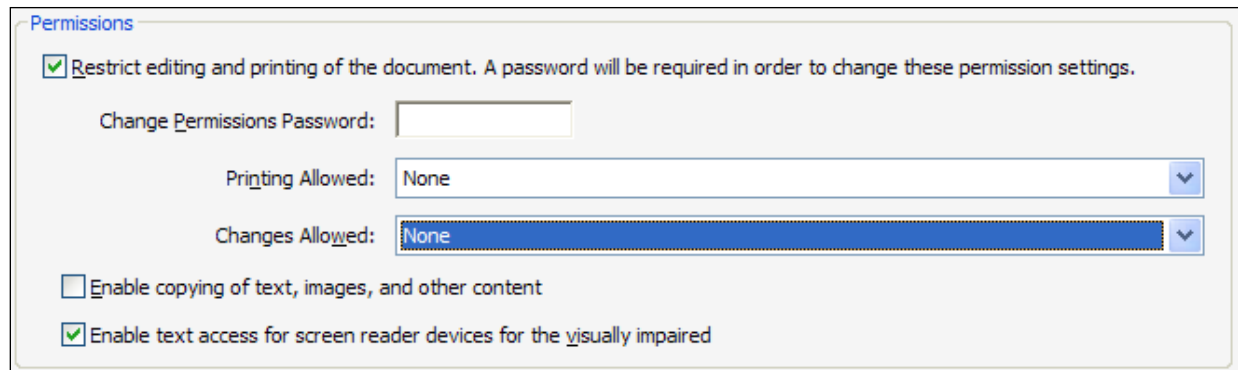 Permissions
Restrict editing and printing of the document. A password will be required in order to change these permission settings.
Change Permissions Password:
Printing Allowed: None
Changes Allowed: None
Enable copying of text, images, and other content
Enable text access for screen reader devices for the visually impaired